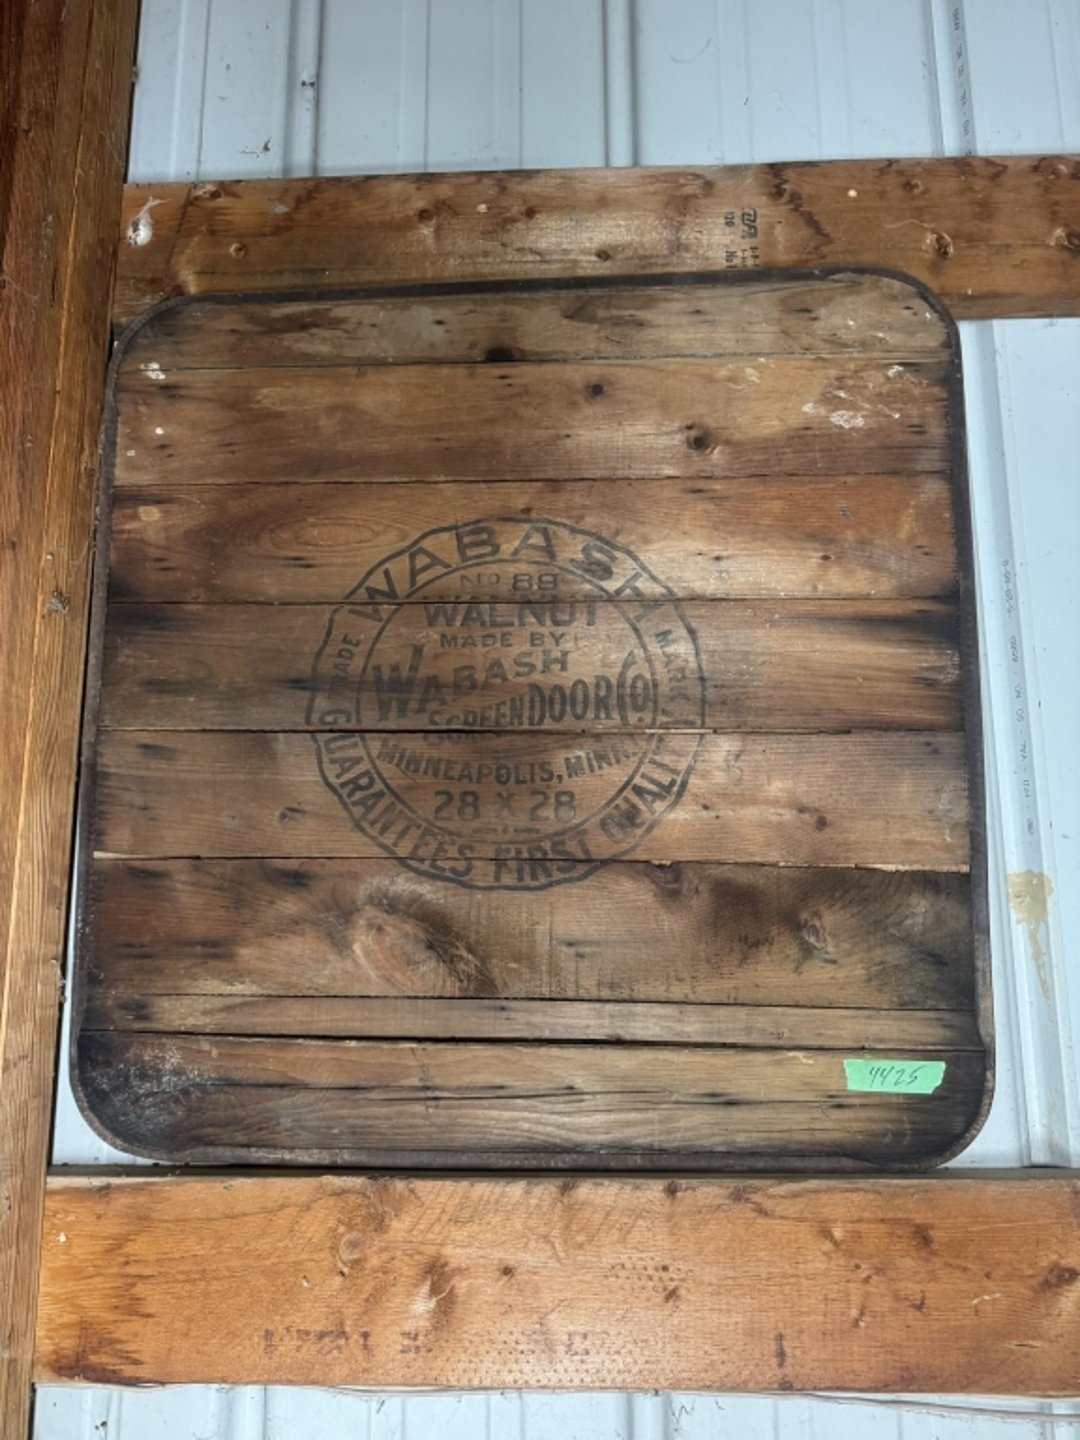 WABASH
TRADE MARK
No 89
WALNUT
MADE BY
WABASH
SCREEN DOOR CO.
MINNEAPOLIS, MINN.
28 X 28
GUARANTEES FIRST QUALITY
4425